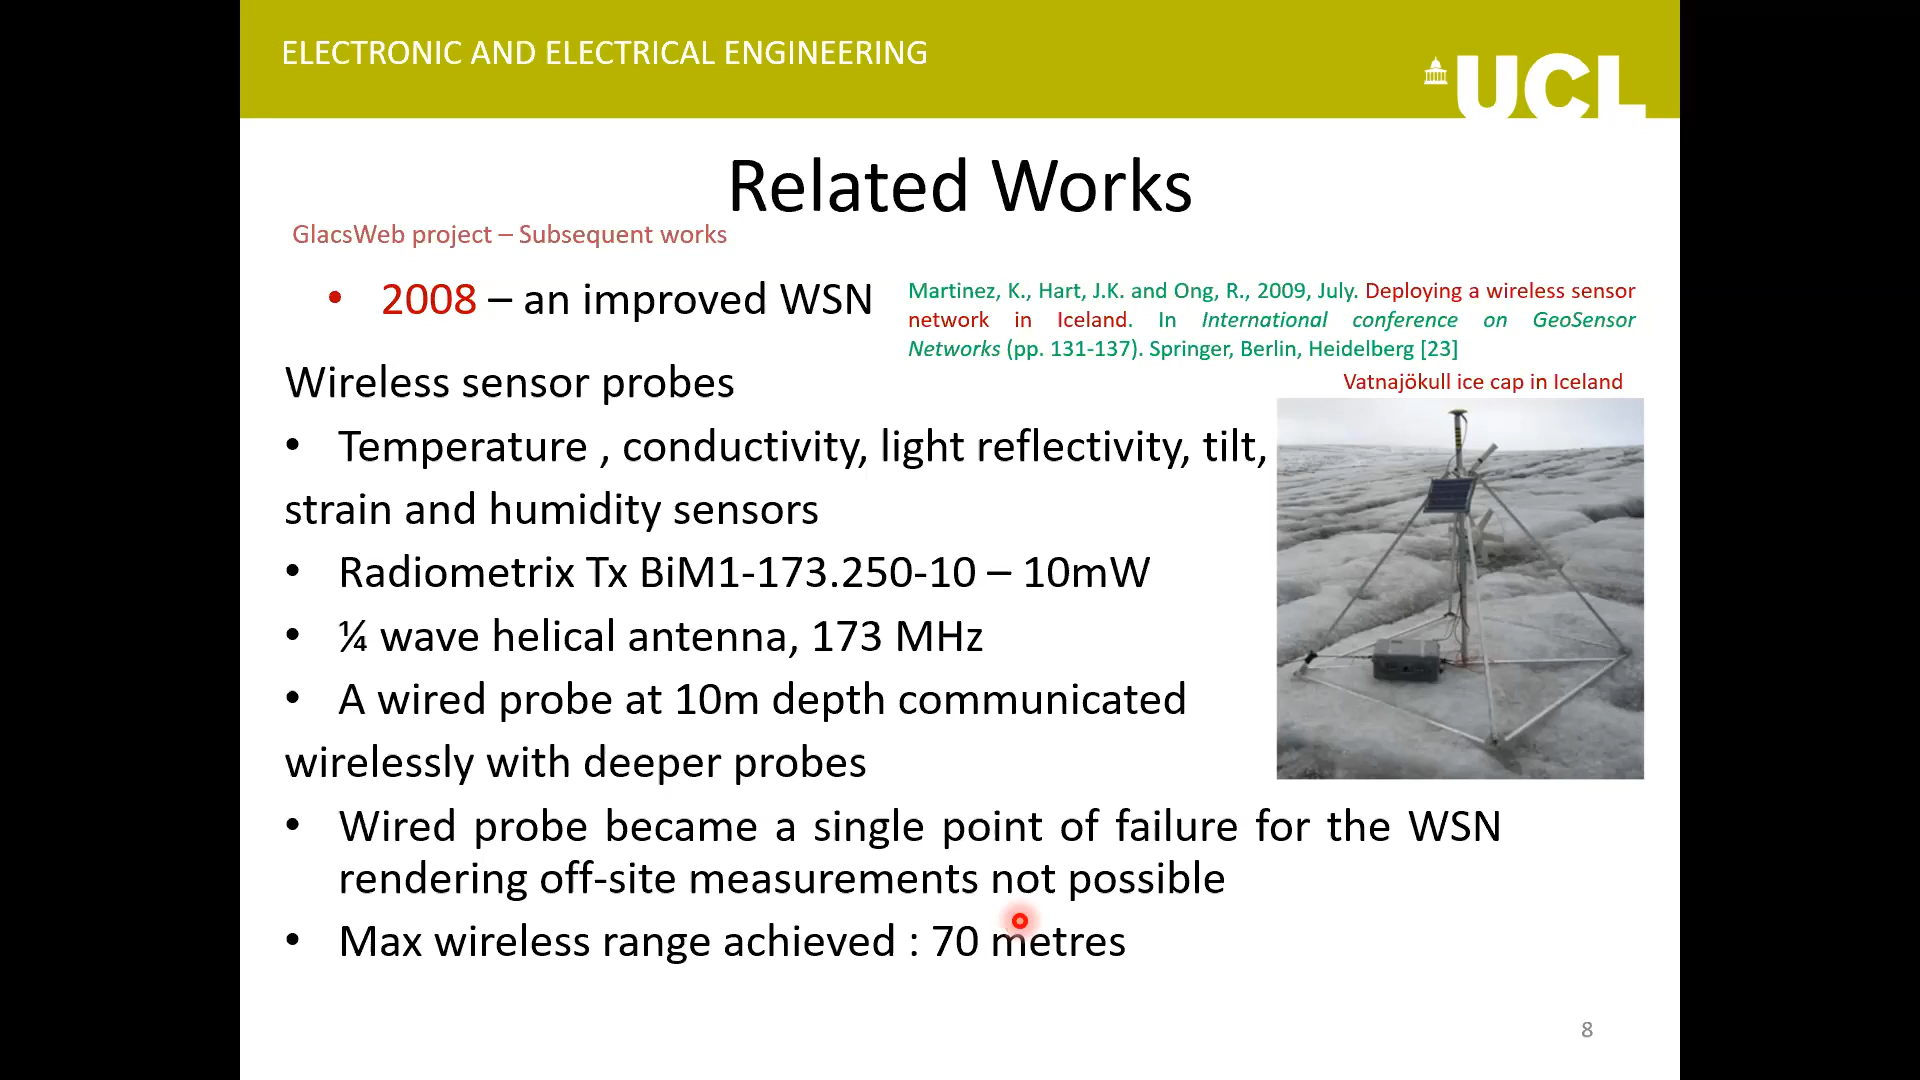 ELECTRONIC AND ELECTRICAL ENGINEERING
UCL
Related Works
GlacsWeb project – Subsequent works
• 2008 – an improved WSN
Martinez, K., Hart, J.K. and Ong, R., 2009, July. Deploying a wireless sensor
network in Iceland. In International conference on GeoSensor
Networks (pp. 131-137). Springer, Berlin, Heidelberg [23]
Vatnajökull ice cap in Iceland
Wireless sensor probes
• Temperature , conductivity, light reflectivity, tilt,
strain and humidity sensors
• Radiometrix Tx BiM1-173.250-10 – 10mW
• ¼ wave helical antenna, 173 MHz
• A wired probe at 10m depth communicated
wirelessly with deeper probes
• Wired probe became a single point of failure for the WSN
rendering off-site measurements not possible
• Max wireless range achieved : 70 metres
8